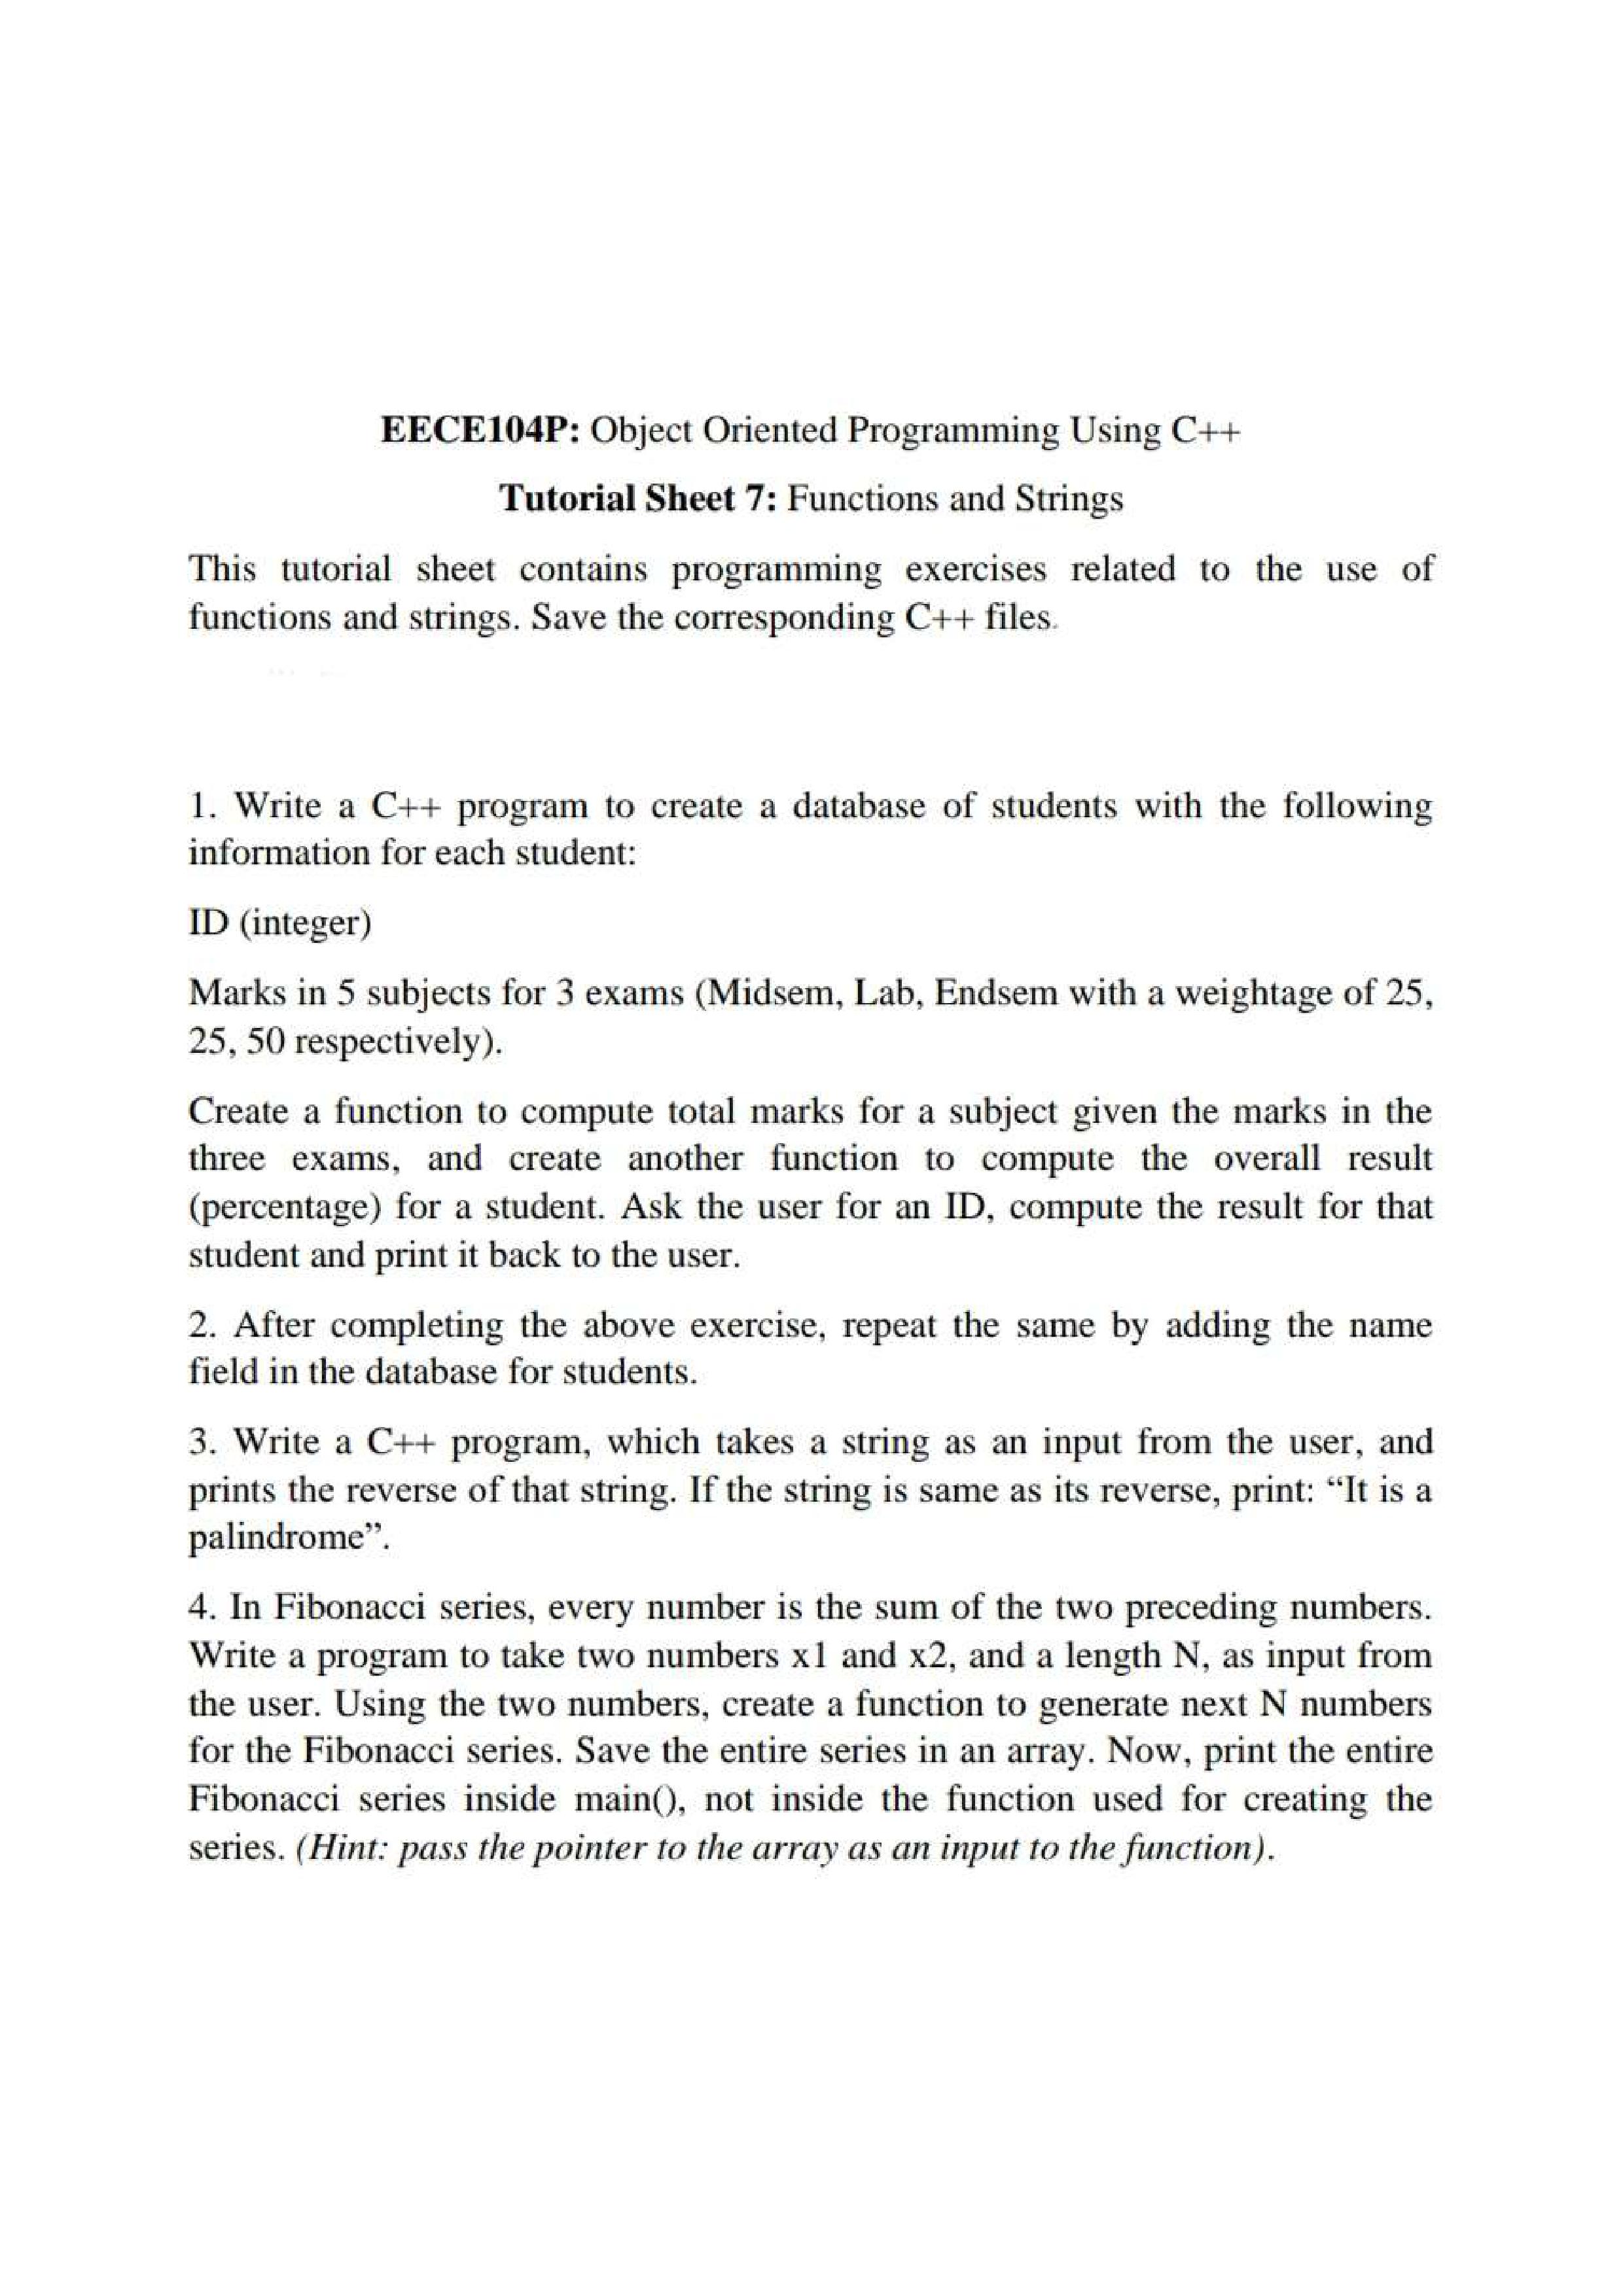 EECE104P: Object Oriented Programming Using C++
Tutorial Sheet 7: Functions and Strings
This tutorial sheet contains programming exercises related to the use of
functions and strings. Save the corresponding C++ files.
1. Write a C++ program to create a database of students with the following
information for each student:
ID (integer)
Marks in 5 subjects for 3 exams (Midsem, Lab, Endsem with a weightage of 25,
25, 50 respectively).
Create a function to compute total marks for a subject given the marks in the
three exams, and create another function to compute the overall result
(percentage) for a student. Ask the user for an ID, compute the result for that
student and print it back to the user.
2. After completing the above exercise, repeat the same by adding the name
field in the database for students.
3. Write a C++ program, which takes a string as an input from the user, and
prints the reverse of that string. If the string is same as its reverse, print: “It is a
palindrome”.
4. In Fibonacci series, every number is the sum of the two preceding numbers.
Write a program to take two numbers x1 and x2, and a length N, as input from
the user. Using the two numbers, create a function to generate next N numbers
for the Fibonacci series. Save the entire series in an array. Now, print the entire
Fibonacci series inside main(), not inside the function used for creating the
series. (Hint: pass the pointer to the array as an input to the function).